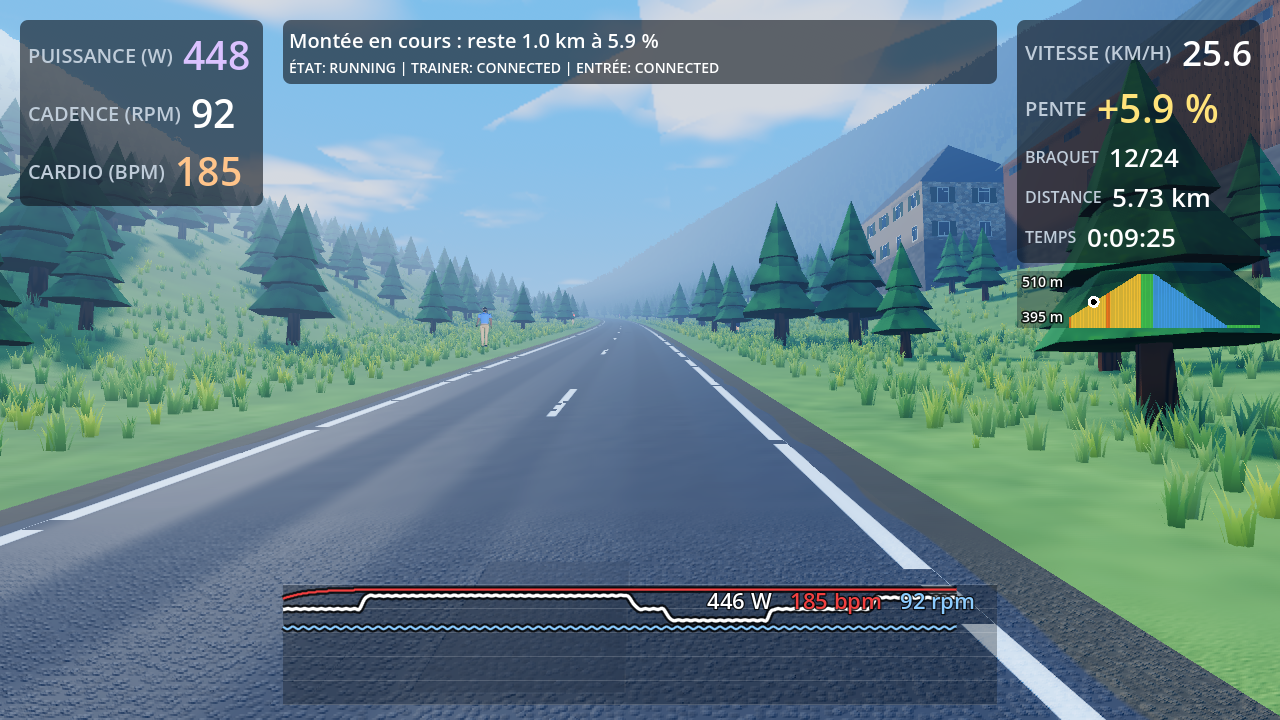 PUISSANCE (W) 448
CADENCE (RPM) 92
CARDIO (BPM) 185
Montée en cours : reste 1.0 km à 5.9 %
ÉTAT: RUNNING | TRAINER: CONNECTED | ENTRÉE: CONNECTED
VITESSE (KM/H) 25.6
PENTE +5.9 %
BRAQUET 12/24
DISTANCE 5.73 km
TEMPS 0:09:25
510 m
395 m
446 W 185 bpm 92 rpm